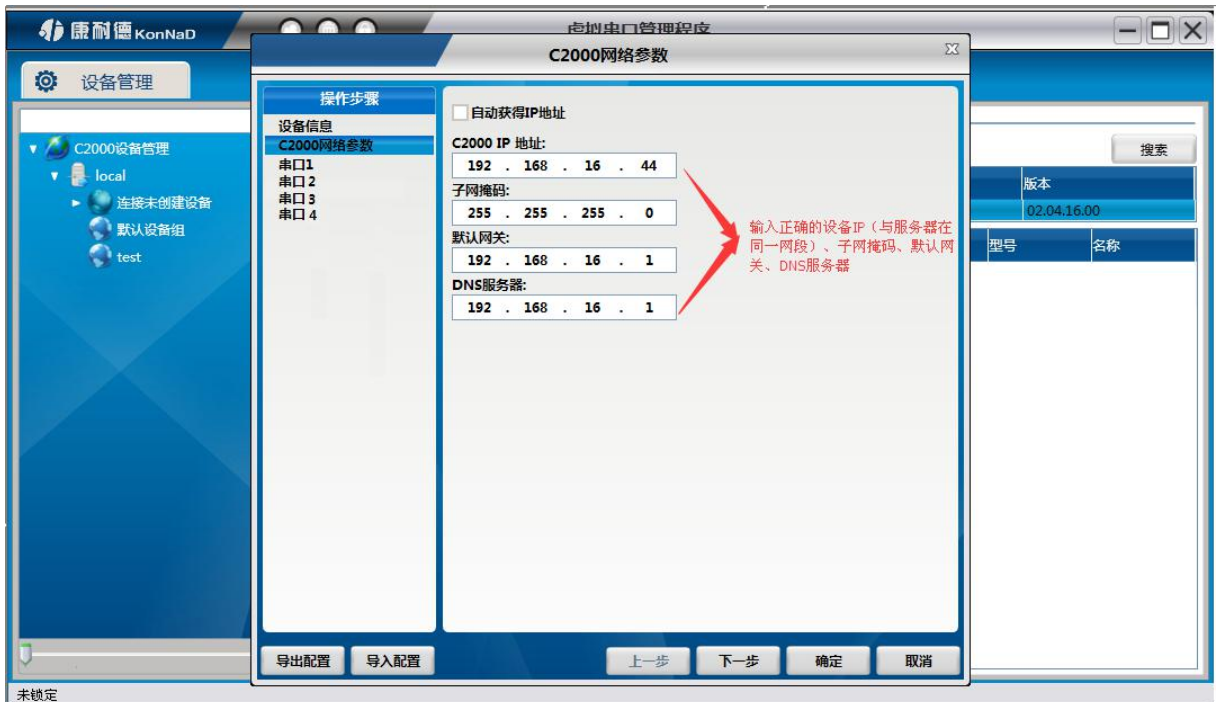 康耐德 KonNaD
虚拟串口管理程序
C2000网络参数
设备管理
操作步骤
设备信息
C2000网络参数
串口1
串口 2
串口 3
串口 4
自动获得IP地址
C2000 IP 地址:
192 . 168 . 16 . 44
子网掩码:
255 . 255 . 255 . 0
默认网关:
192 . 168 . 16 . 1
DNS服务器:
192 . 168 . 16 . 1
输入正确的设备IP（与服务器在
同一网段）、子网掩码、默认网
关、DNS服务器
C2000设备管理
local
连接未创建设备
默认设备组
test
搜索
版本
02.04.16.00
型号 名称
导出配置 导入配置 上一步 下一步 确定 取消
未锁定